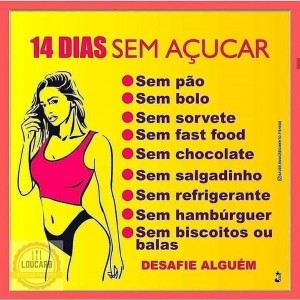 14 DIAS SEM AÇUCAR
Sem pão
Sem bolo
Sem sorvete
Sem fast food
Sem chocolate
Sem salgadinho
Sem refrigerante
Sem hambúrguer
Sem biscoitos ou
balas
DESAFIE ALGUÉM
LOUCARB